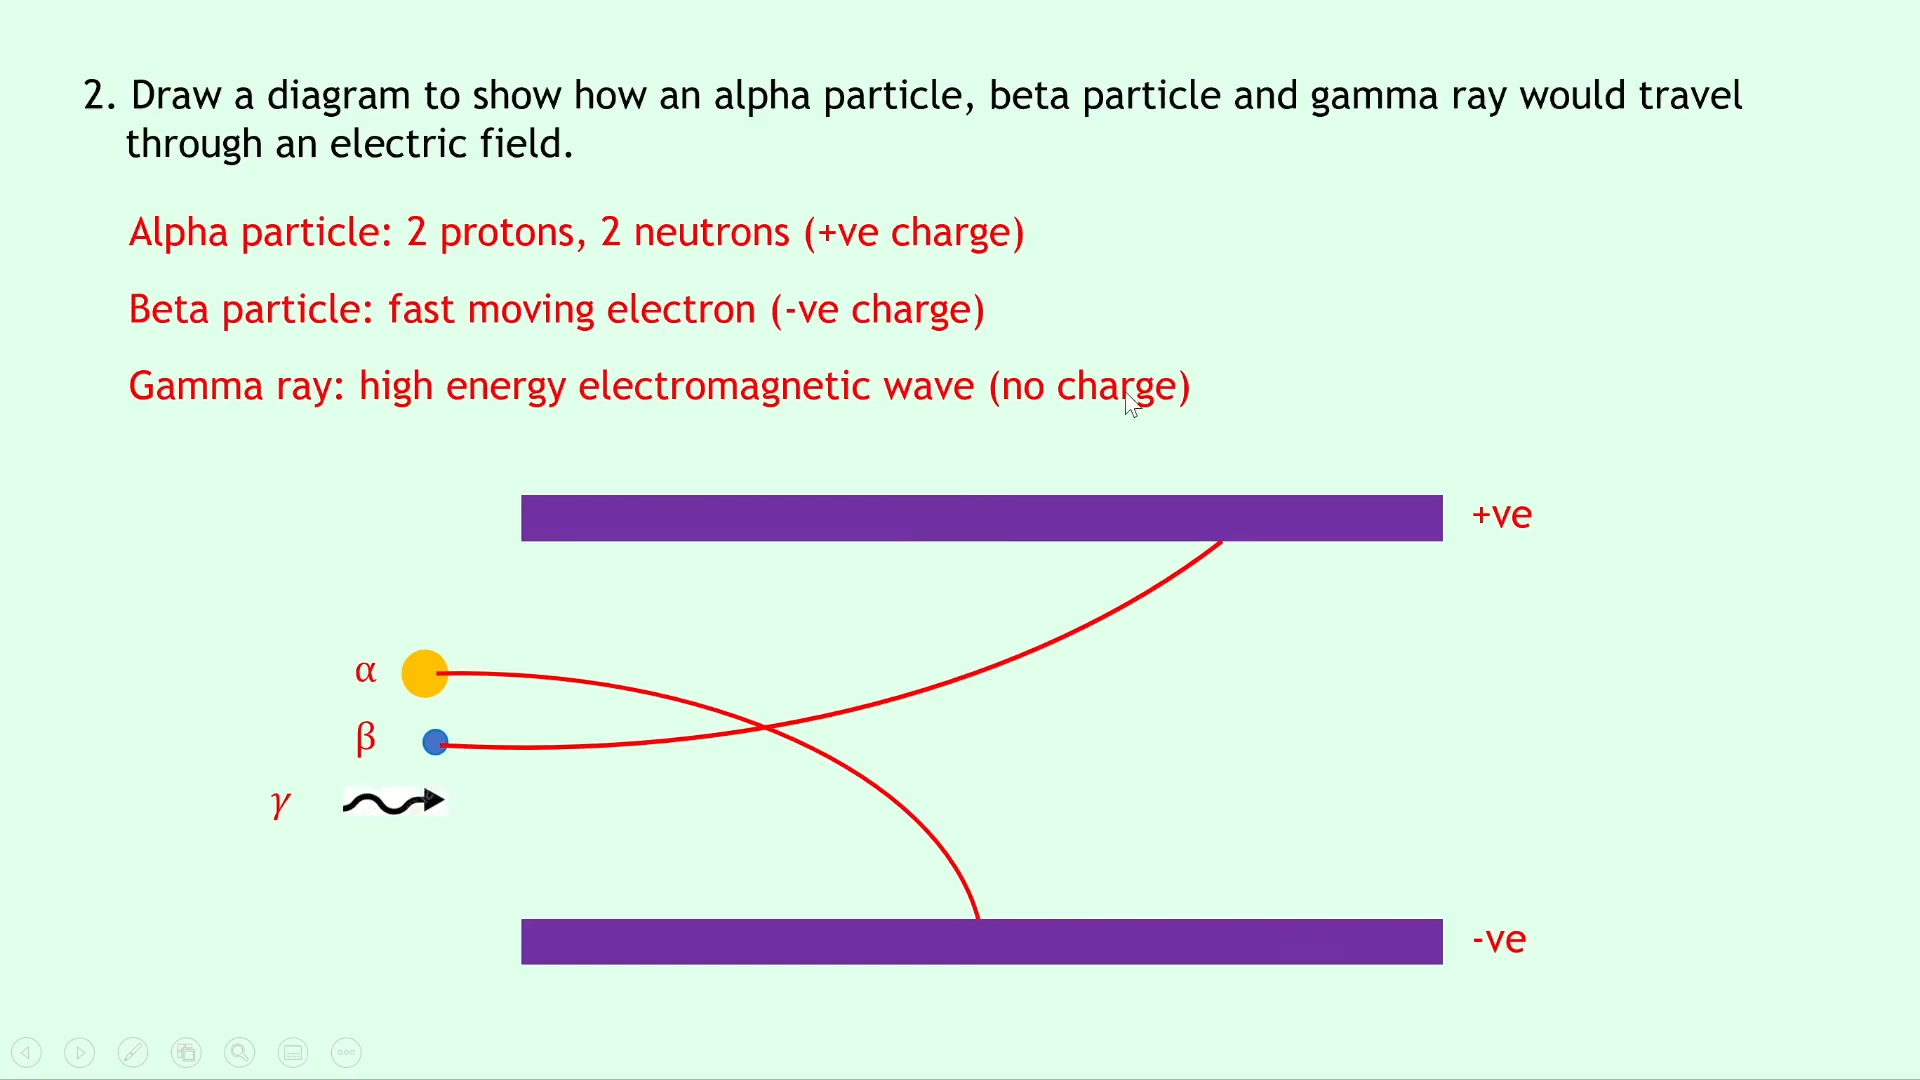 2. Draw a diagram to show how an alpha particle, beta particle and gamma ray would travel
through an electric field.
Alpha particle: 2 protons, 2 neutrons (+ve charge)
Beta particle: fast moving electron (-ve charge)
Gamma ray: high energy electromagnetic wave (no charge)
+ve
α
β
γ
-ve